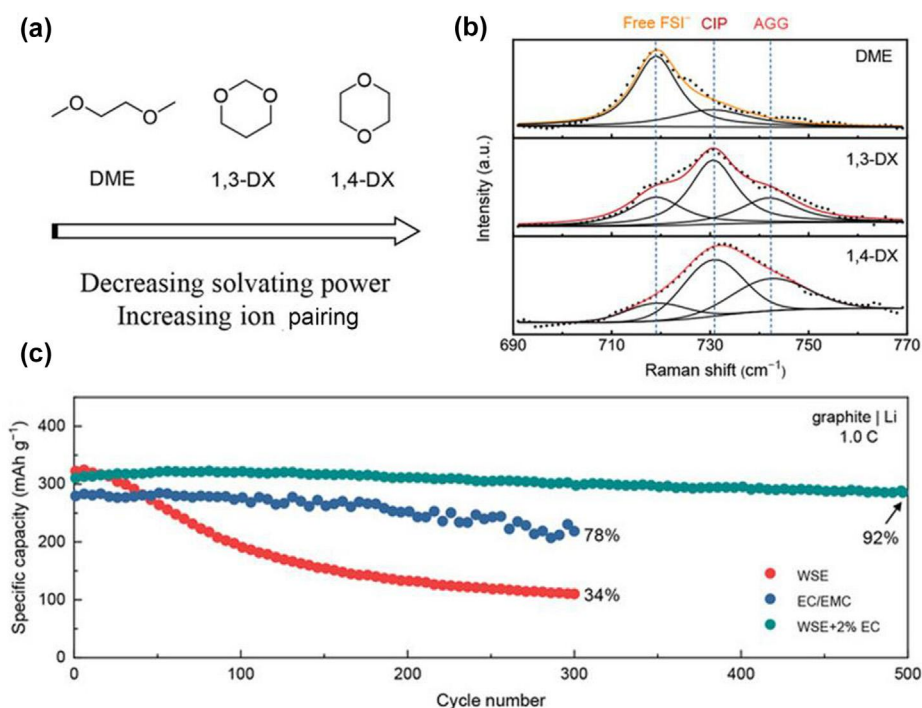 (a)
O
O
DME
O
O
1,3-DX
O
O
1,4-DX
Decreasing solvating power
Increasing ion pairing
(b)
Free FSI⁻ CIP AGG
DME
1,3-DX
1,4-DX
Intensity (a.u.)
690 710 730 750 770
Raman shift (cm⁻¹)
(c)
Specific capacity (mAh g⁻¹)
400
300
200
100
0
graphite | Li
1.0 C
78%
34%
92%
WSE
EC/EMC
WSE+2% EC
0 100 200 300 400 500
Cycle number